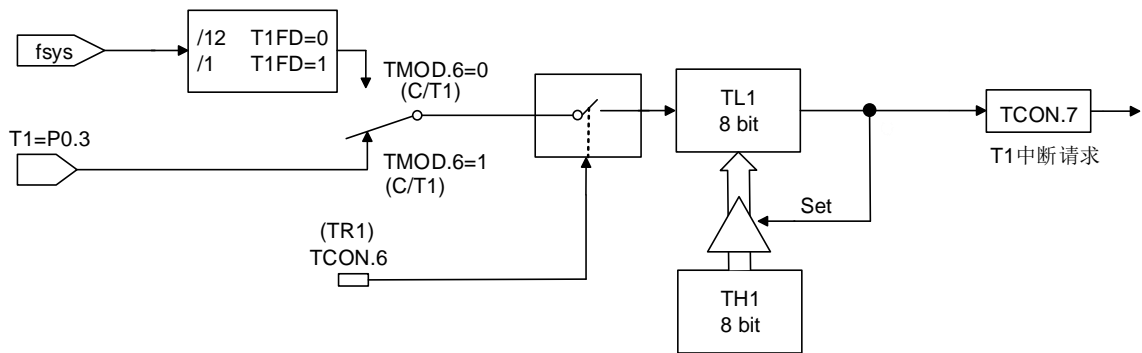 fsys
/12 T1FD=0
/1 T1FD=1
TMOD.6=0
(C/T1)
T1=P0.3
TMOD.6=1
(C/T1)
(TR1)
TCON.6
TL1
8 bit
TCON.7
T1中断请求
Set
TH1
8 bit